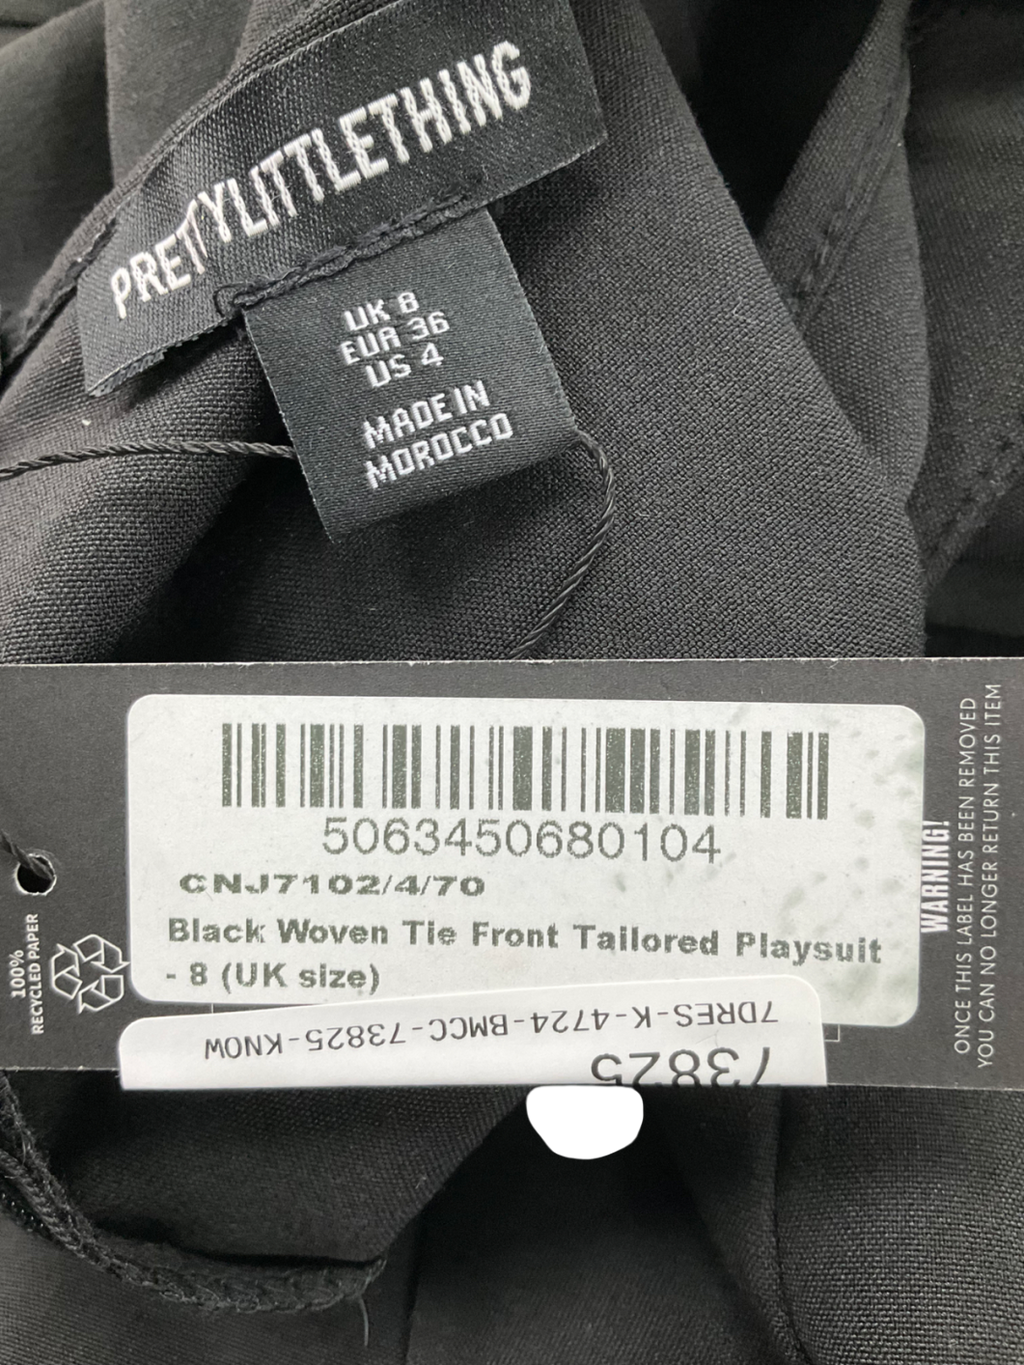 PRETTYLITTLETHING
UK 8
EUR 36
US 4
MADE IN
MOROCCO
5063450680104
CNJ7102/4/70
Black Woven Tie Front Tailored Playsuit
- 8 (UK size)
100%
RECYCLED PAPER
WARNING!
ONCE THIS LABEL HAS BEEN REMOVED
YOU CAN NO LONGER RETURN THIS ITEM
73825
7DRES-K-4724-BMCC-73825-KNOW